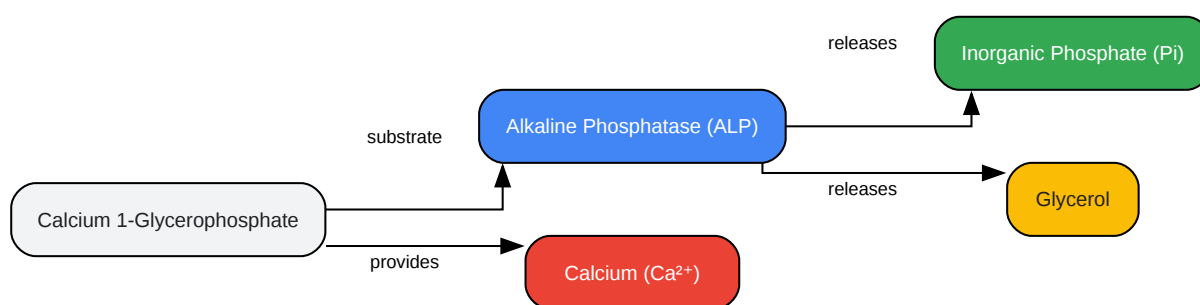 releases
Inorganic Phosphate (Pi)
substrate
Alkaline Phosphatase (ALP)
releases
Glycerol
Calcium 1-Glycerophosphate
provides
Calcium (Ca²⁺)